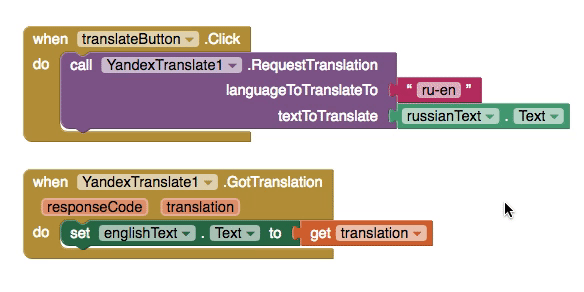 when translateButton .Click
do call YandexTranslate1 .RequestTranslation
languageToTranslateTo " ru-en "
textToTranslate russianText . Text
when YandexTranslate1 .GotTranslation
responseCode translation
do set englishText . Text to get translation